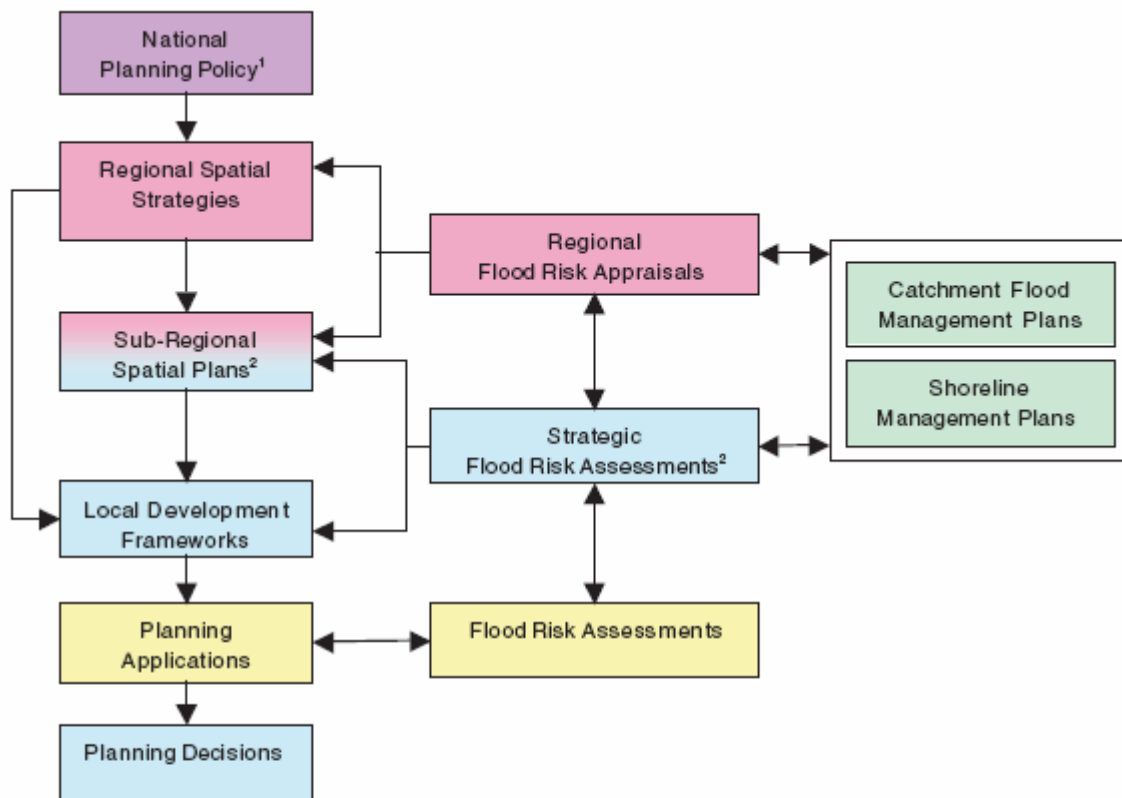 National
Planning Policy¹
Regional Spatial
Strategies
Regional
Flood Risk Appraisals
Catchment Flood
Management Plans
Sub-Regional
Spatial Plans²
Shoreline
Management Plans
Strategic
Flood Risk Assessments²
Local Development
Frameworks
Planning
Applications
Flood Risk Assessments
Planning Decisions